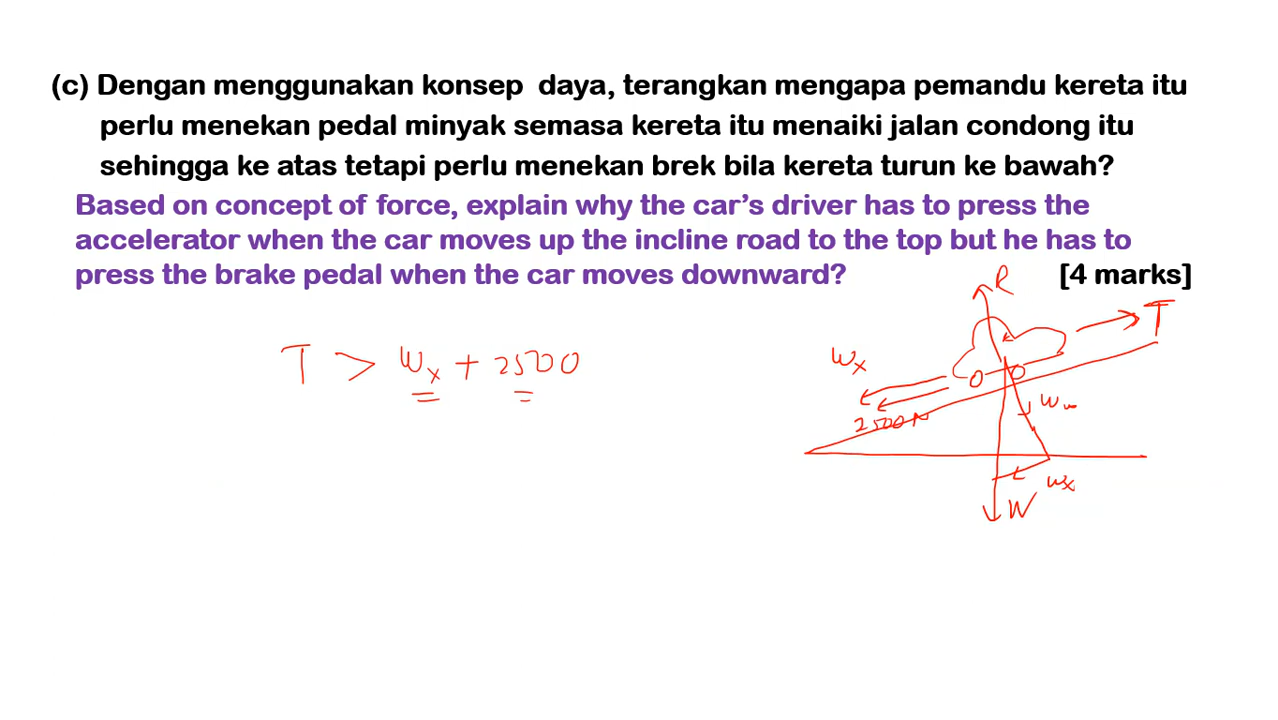 (c) Dengan menggunakan konsep daya, terangkan mengapa pemandu kereta itu
perlu menekan pedal minyak semasa kereta itu menaiki jalan condong itu
sehingga ke atas tetapi perlu menekan brek bila kereta turun ke bawah?
Based on concept of force, explain why the car's driver has to press the
accelerator when the car moves up the incline road to the top but he has to
press the brake pedal when the car moves downward? [4 marks]
R
T
T > Wx + 2500
Wx
2500 N
Wx
W